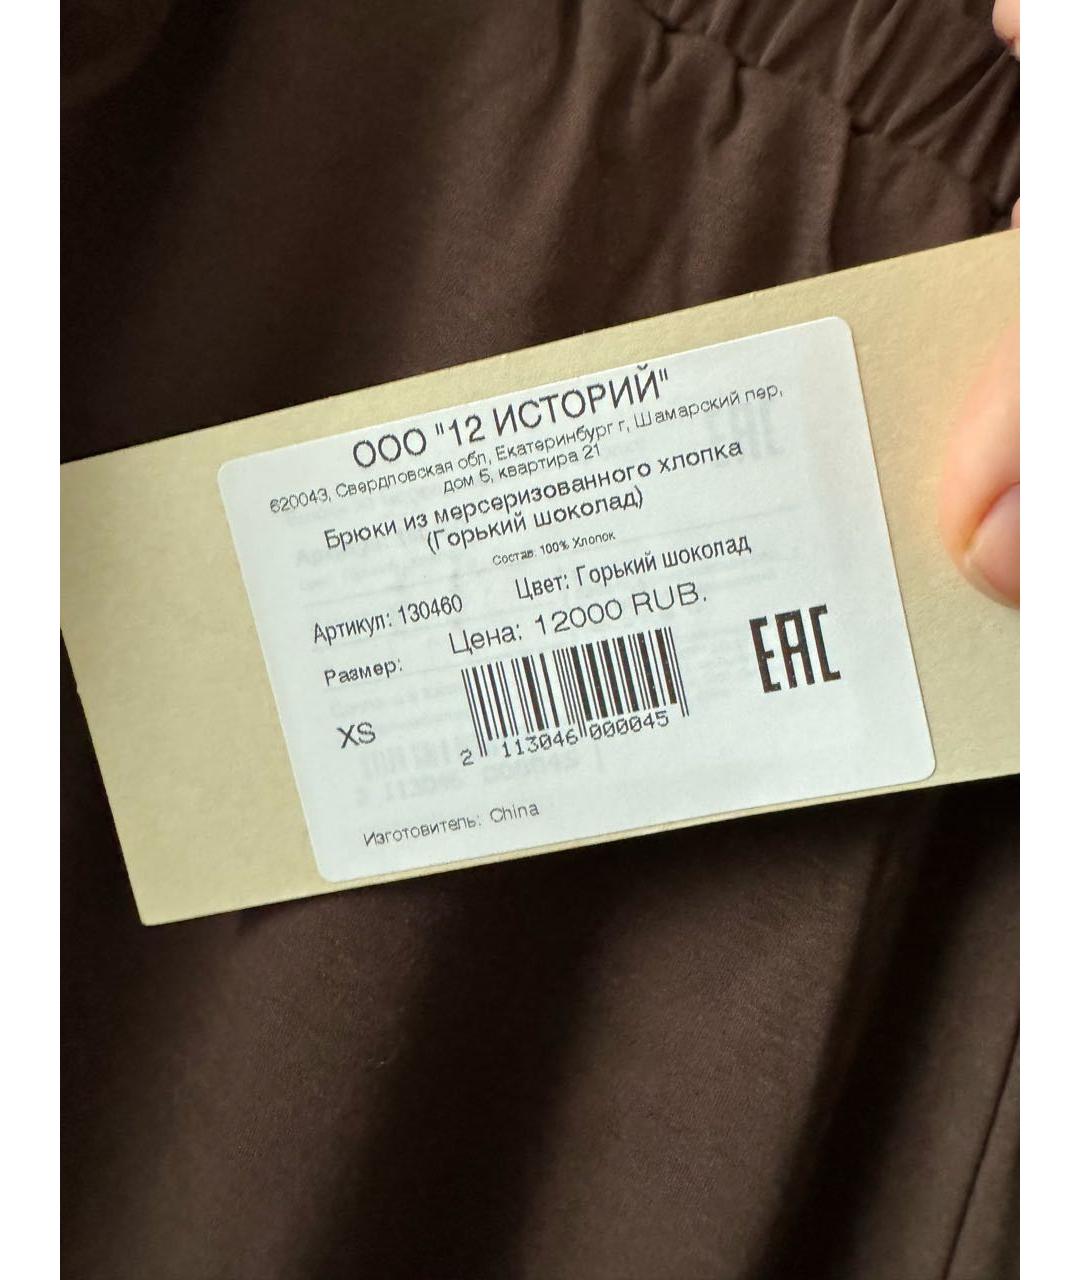 ООО "12 ИСТОРИЙ"
620043, Свердловская обл, Екатеринбург г, Шамарский пер,
дом 5, квартира 21
Брюки из мерсеризованного хлопка
(Горький шоколад)
Состав: 100% Хлопок
Артикул: 130460 Цвет: Горький шоколад
Размер: Цена: 12000 RUB.
XS
EAC
2 113046 000045
Изготовитель: China